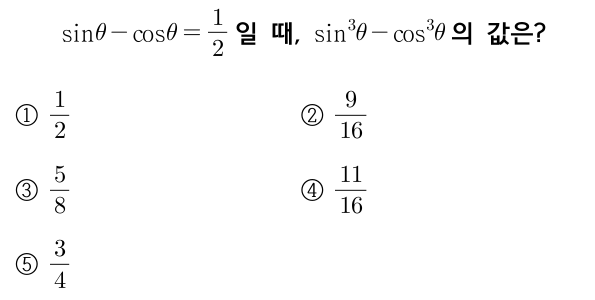 sinθ − cosθ = 1/2 일 때, sin³θ − cos³θ 의 값은?
① 1/2 ② 9/16
③ 5/8 ④ 11/16
⑤ 3/4